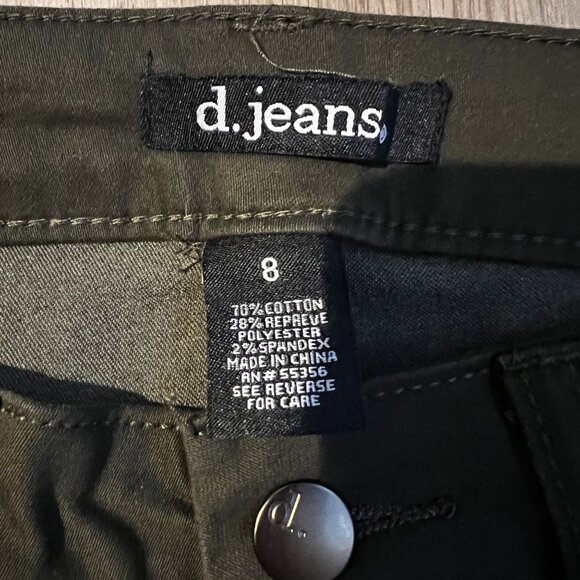 d.jeans.
8
70% COTTON
28% REPREVE
POLYESTER
2% SPANDEX
MADE IN CHINA
RN# 55356
SEE REVERSE
FOR CARE
d.